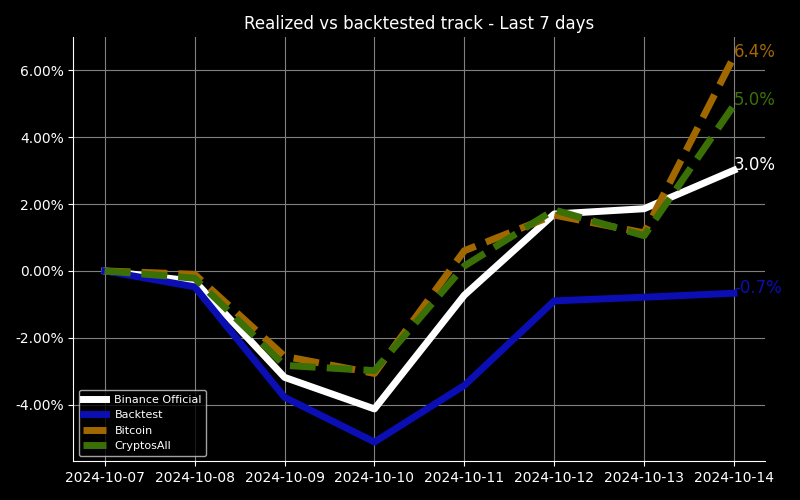 Realized vs backtested track - Last 7 days
6.4%
6.00%
5.0%
4.00%
3.0%
2.00%
0.00%
-0.7%
-2.00%
-4.00%
Binance Official
Backtest
Bitcoin
CryptosAll
2024-10-07 2024-10-08 2024-10-09 2024-10-10 2024-10-11 2024-10-12 2024-10-13 2024-10-14